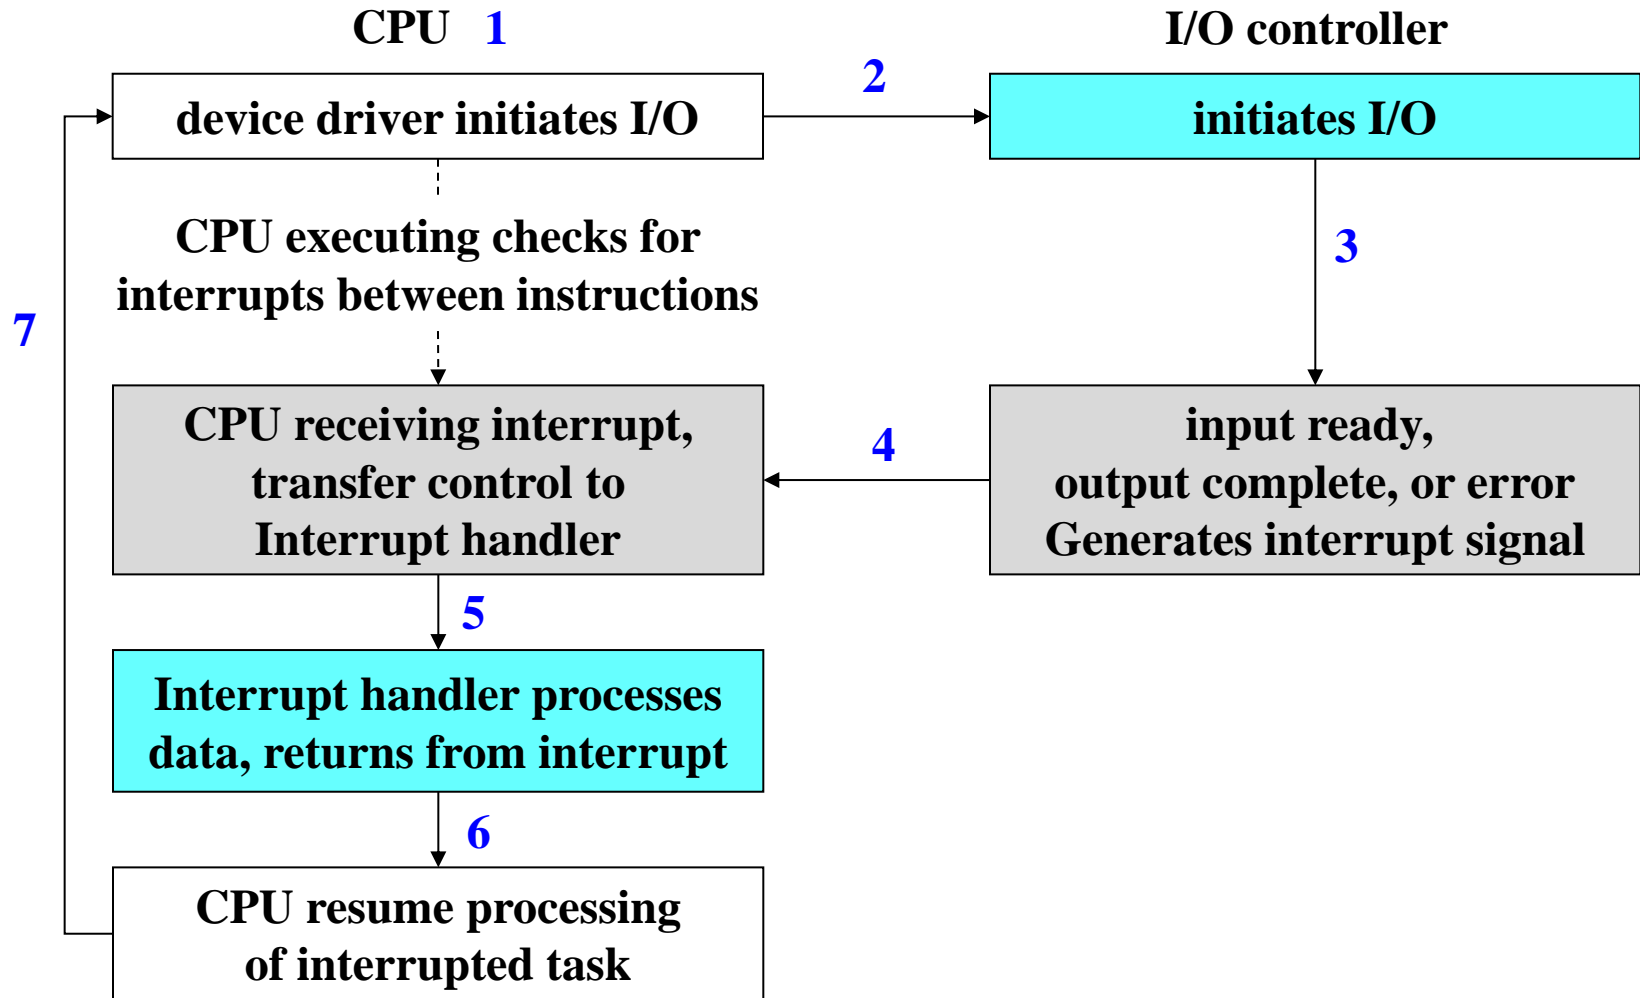 CPU 1
I/O controller
device driver initiates I/O
2
initiates I/O
CPU executing checks for
interrupts between instructions
3
7
CPU receiving interrupt,
transfer control to
Interrupt handler
4
input ready,
output complete, or error
Generates interrupt signal
5
Interrupt handler processes
data, returns from interrupt
6
CPU resume processing
of interrupted task